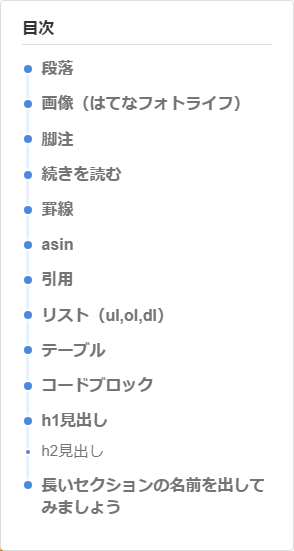 目次
段落
画像（はてなフォトライフ）
脚注
続きを読む
罫線
asin
引用
リスト（ul,ol,dl）
テーブル
コードブロック
h1見出し
h2見出し
長いセクションの名前を出して
みましょう